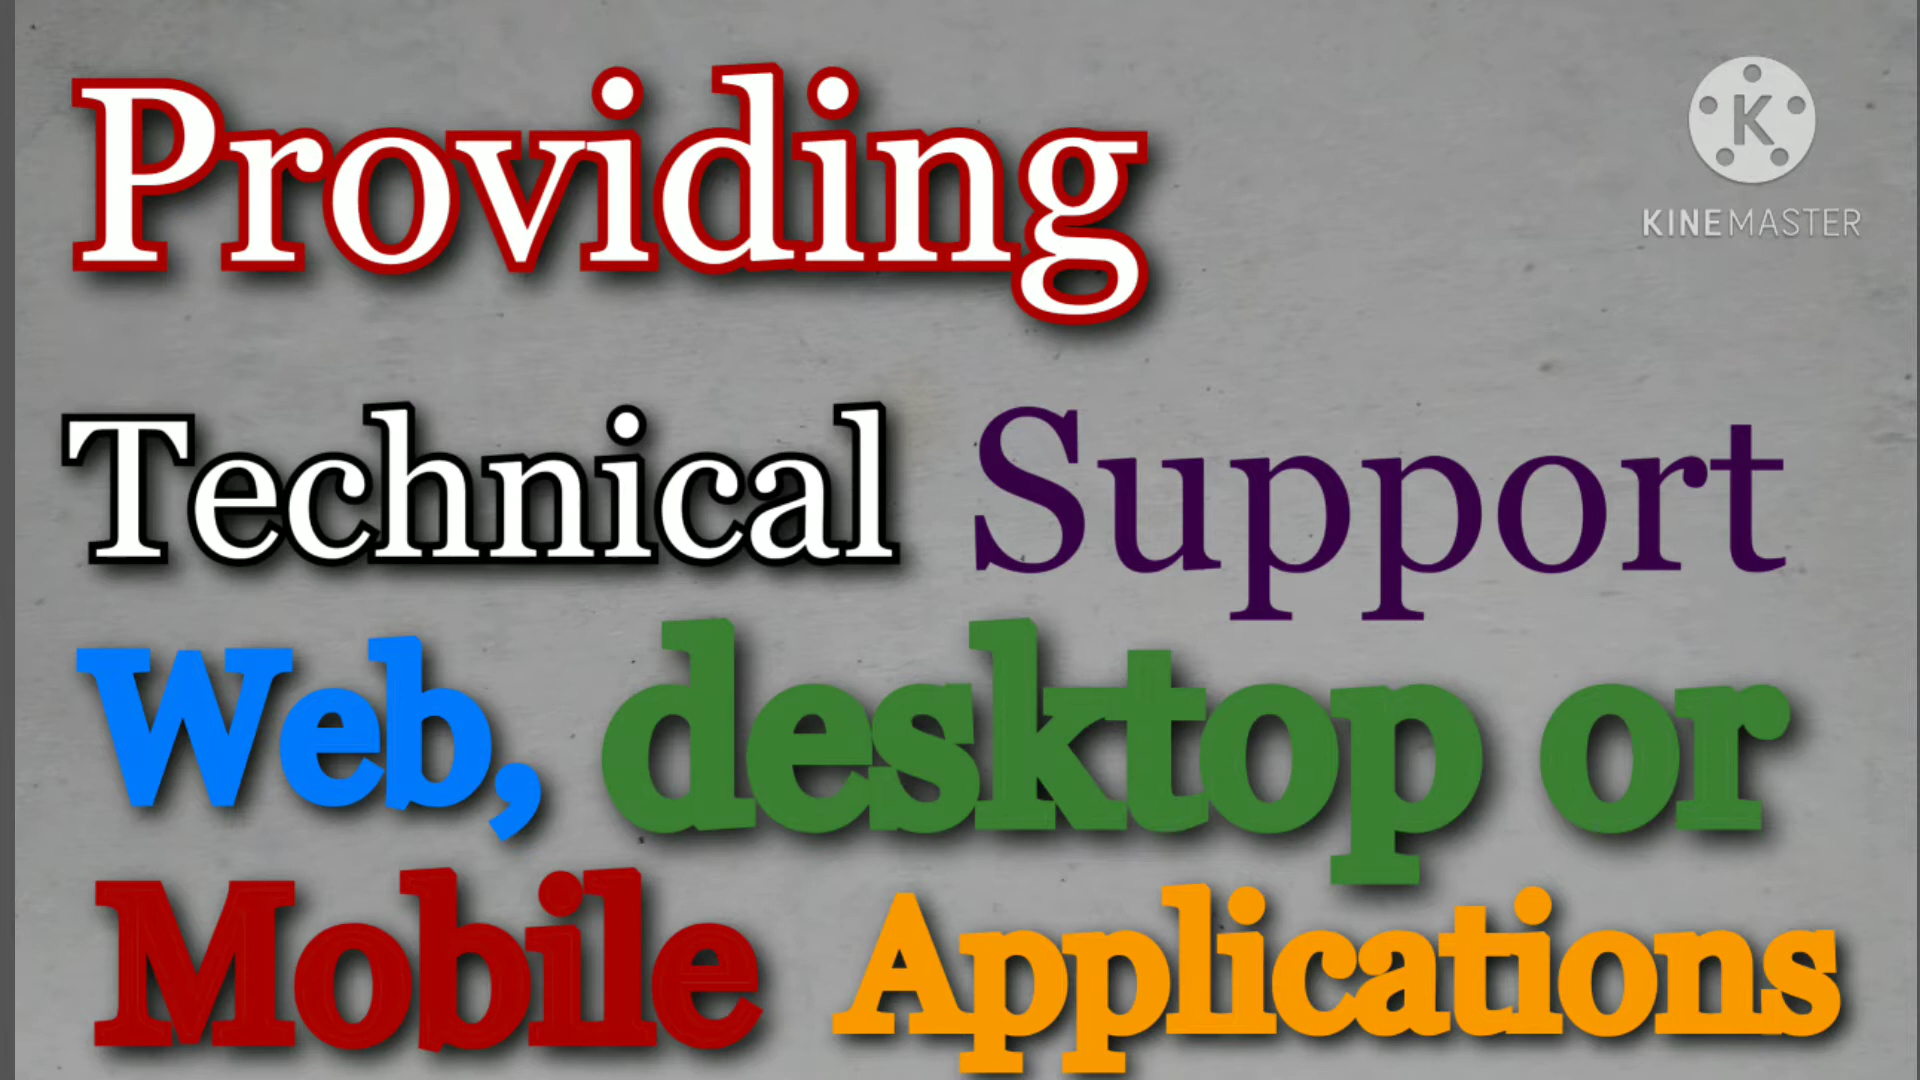 Providing
K
KINEMASTER
Technical Support
Web, desktop or
Mobile Applications